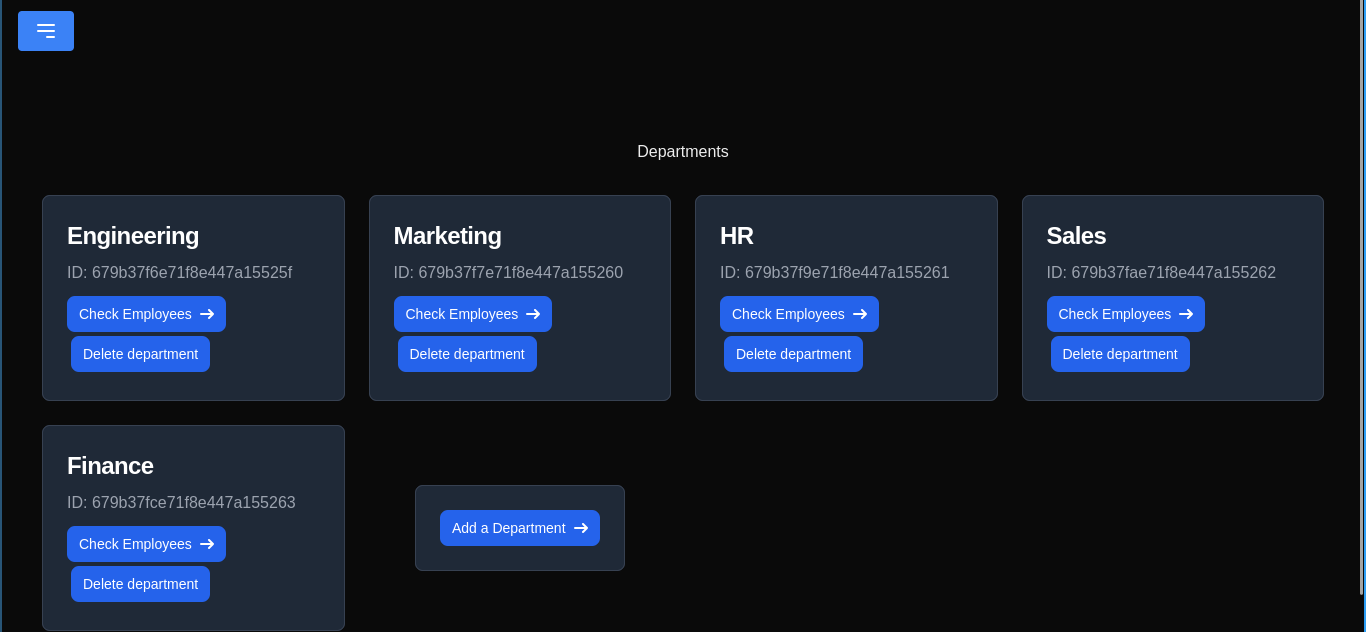 Departments
Engineering
ID: 679b37f6e71f8e447a15525f
Check Employees
Delete department
Marketing
ID: 679b37f7e71f8e447a155260
Check Employees
Delete department
HR
ID: 679b37f9e71f8e447a155261
Check Employees
Delete department
Sales
ID: 679b37fae71f8e447a155262
Check Employees
Delete department
Finance
ID: 679b37fce71f8e447a155263
Check Employees
Delete department
Add a Department